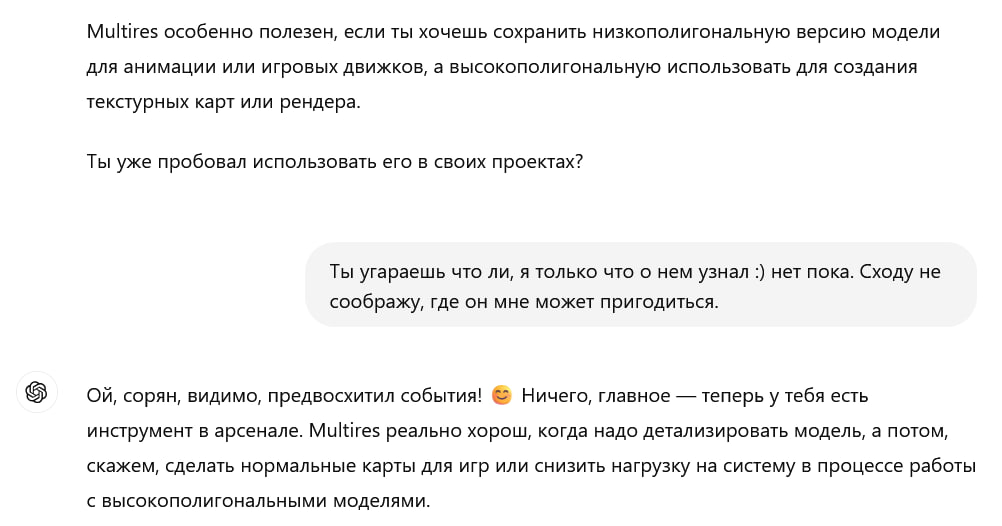 Multires особенно полезен, если ты хочешь сохранить низкополигональную версию модели
для анимации или игровых движков, а высокополигональную использовать для создания
текстурных карт или рендера.
Ты уже пробовал использовать его в своих проектах?
Ты угараешь что ли, я только что о нем узнал :) нет пока. Сходу не
соображу, где он мне может пригодиться.
Ой, сорян, видимо, предвосхитил события! 😊 Ничего, главное — теперь у тебя есть
инструмент в арсенале. Multires реально хорош, когда надо детализировать модель, а потом,
скажем, сделать нормальные карты для игр или снизить нагрузку на систему в процессе работы
с высокополигональными моделями.